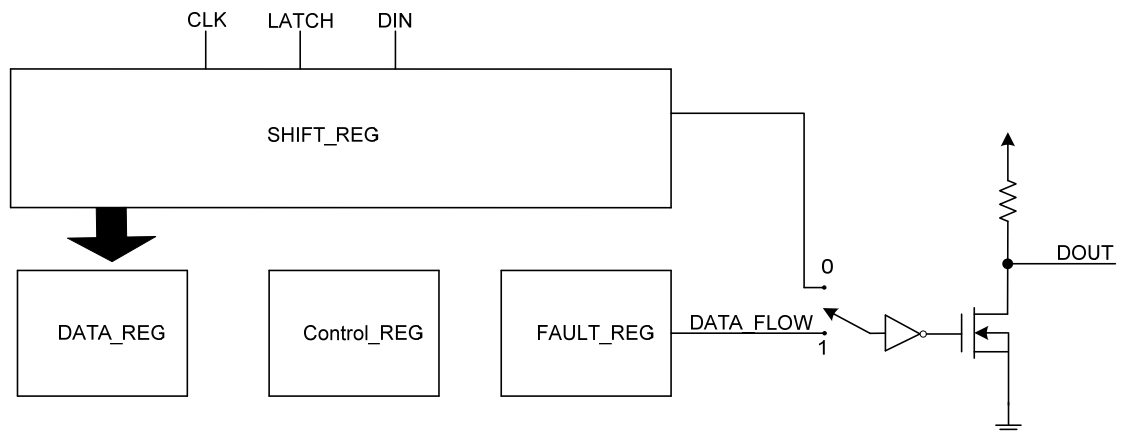 CLK
LATCH
DIN
SHIFT_REG
DOUT
0
DATA_REG
Control_REG
FAULT_REG
DATA_FLOW
1